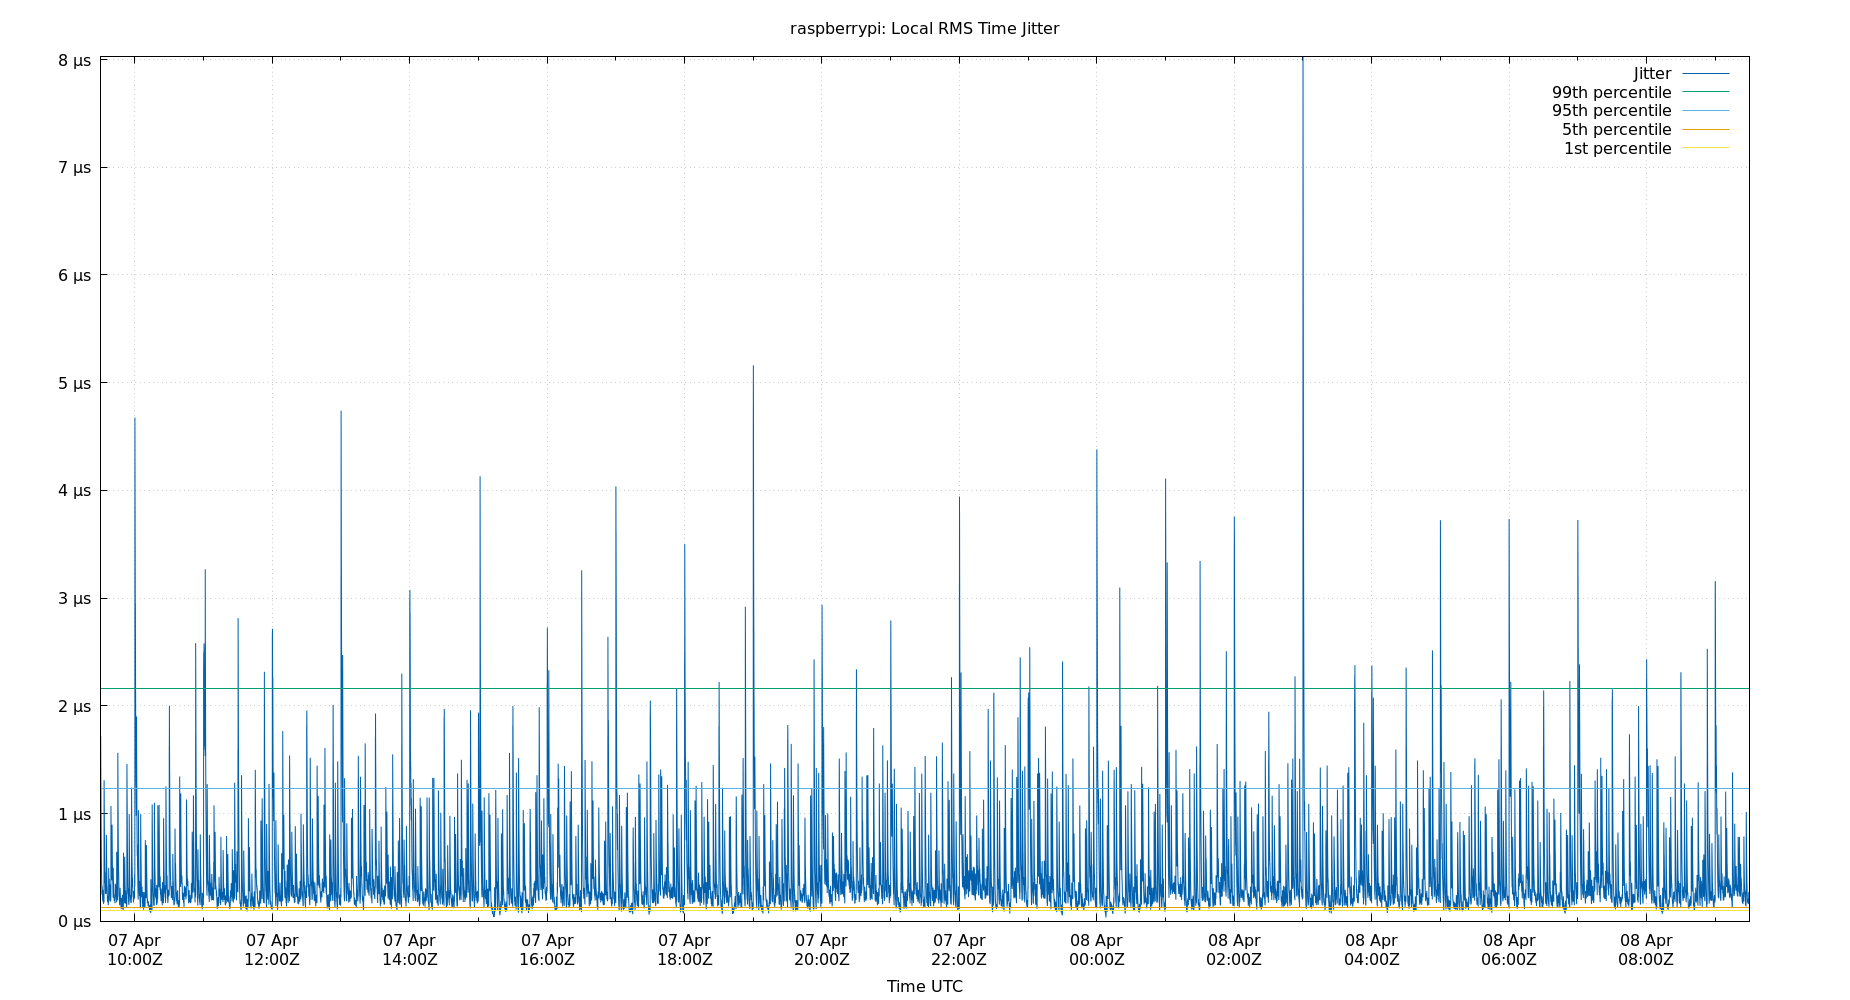 raspberrypi: Local RMS Time Jitter
8 µs
7 µs
6 µs
5 µs
4 µs
3 µs
2 µs
1 µs
0 µs
Jitter
99th percentile
95th percentile
5th percentile
1st percentile
07 Apr 07 Apr 07 Apr 07 Apr 07 Apr 07 Apr 07 Apr 08 Apr 08 Apr 08 Apr 08 Apr 08 Apr
10:00Z 12:00Z 14:00Z 16:00Z 18:00Z 20:00Z 22:00Z 00:00Z 02:00Z 04:00Z 06:00Z 08:00Z
Time UTC